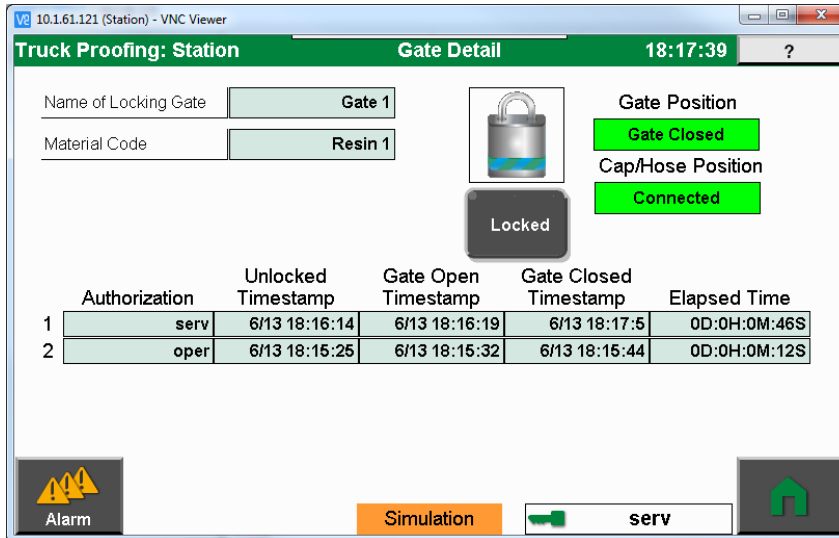 10.1.61.121 (Station) - VNC Viewer
Truck Proofing: Station Gate Detail 18:17:39 ?
Name of Locking Gate Gate 1
Material Code Resin 1
Gate Position
Gate Closed
Cap/Hose Position
Connected
Locked
Authorization Unlocked Timestamp Gate Open Timestamp Gate Closed Timestamp Elapsed Time
1 serv 6/13 18:16:14 6/13 18:16:19 6/13 18:17:5 0D:0H:0M:46S
2 oper 6/13 18:15:25 6/13 18:15:32 6/13 18:15:44 0D:0H:0M:12S
Alarm Simulation serv